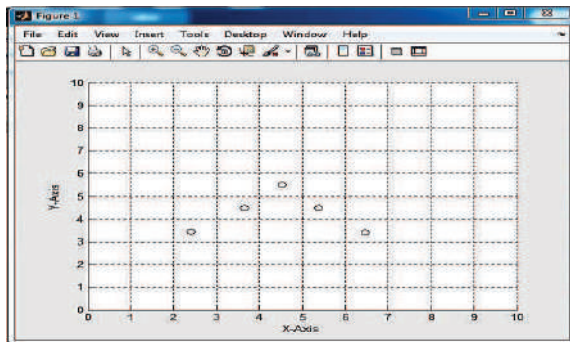 Figure 1
File Edit View Insert Tools Desktop Window Help
10
9
8
7
6
5
4
3
2
1
0
Y-Axis
0 1 2 3 4 5 6 7 8 9 10
X-Axis